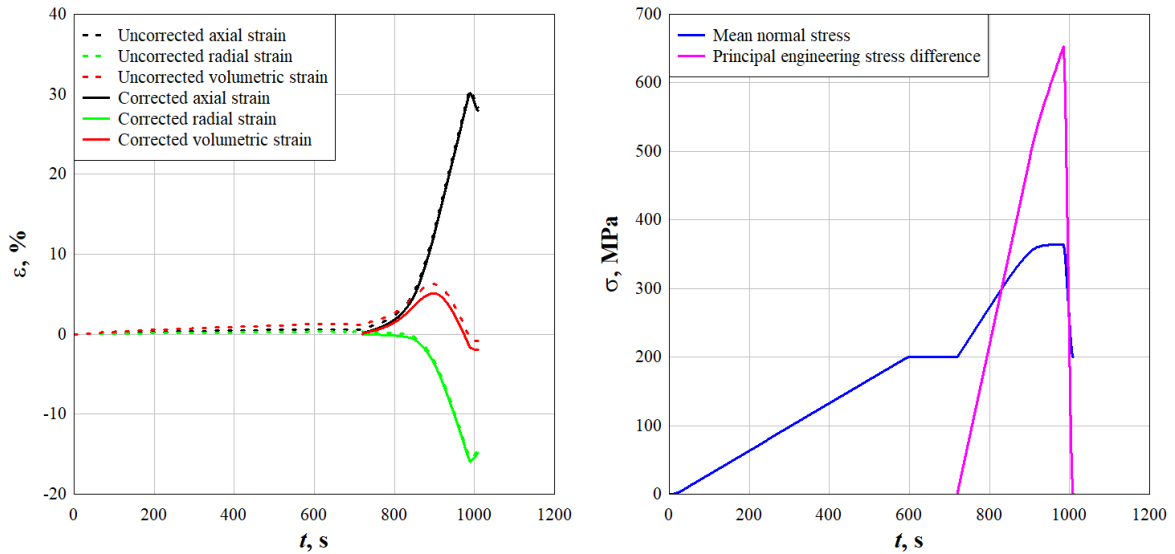 40
30
20
10
0
-10
-20
ε, %
Uncorrected axial strain
Uncorrected radial strain
Uncorrected volumetric strain
Corrected axial strain
Corrected radial strain
Corrected volumetric strain
0 200 400 600 800 1000 1200
t, s
700
600
500
400
300
200
100
0
σ, MPa
Mean normal stress
Principal engineering stress difference
0 200 400 600 800 1000 1200
t, s